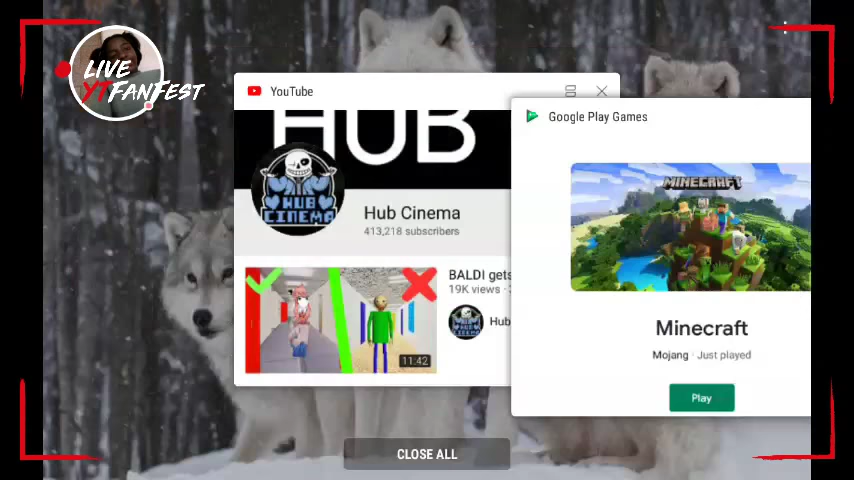 LIVE
YTFANFEST
YouTube
HUB
HUB
CINEMA
Hub Cinema
413,218 subscribers
BALDI gets
19K views ·
Hub
11:42
Google Play Games
MINECRAFT
Minecraft
Mojang · Just played
Play
CLOSE ALL